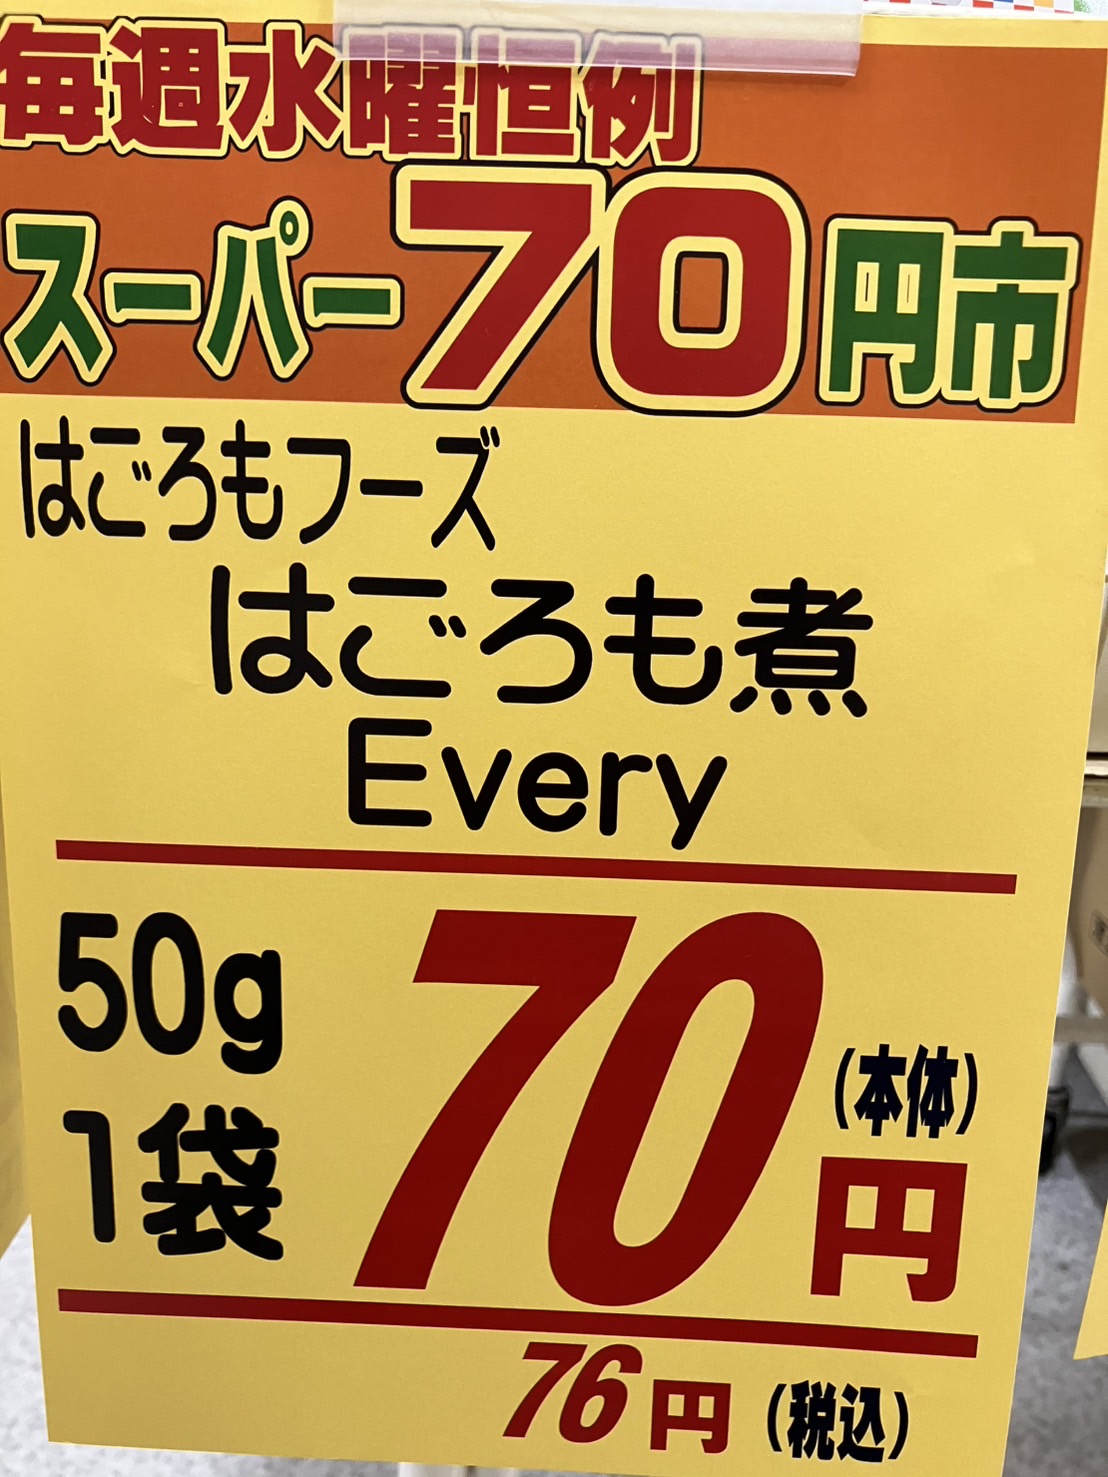 毎週水曜恒例
スーパー70円市
はごろもフーズ
はごろも煮
Every
50g
1袋
70円
(本体)
76円(税込)